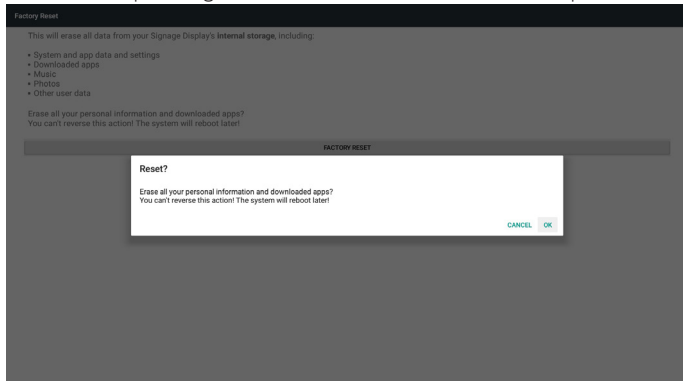 Factory Reset
This will erase all data from your Signage Display's internal storage, including:
• System and app data and settings
• Downloaded apps
• Music
• Photos
• Other user data
Erase all your personal information and downloaded apps?
You can't reverse this action! The system will reboot later!
FACTORY RESET
Reset?
Erase all your personal information and downloaded apps?
You can't reverse this action! The system will reboot later!
CANCEL OK